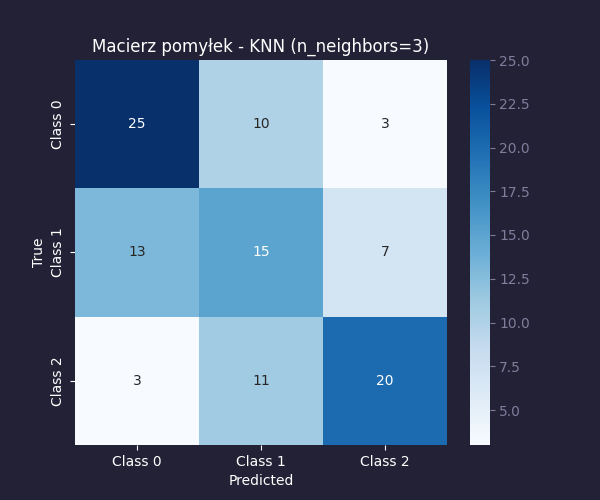 Macierz pomyłek - KNN (n_neighbors=3)
True
Class 0
25
10
3
Class 1
13
15
7
Class 2
3
11
20
Class 0
Class 1
Class 2
Predicted
25.0
22.5
20.0
17.5
15.0
12.5
10.0
7.5
5.0